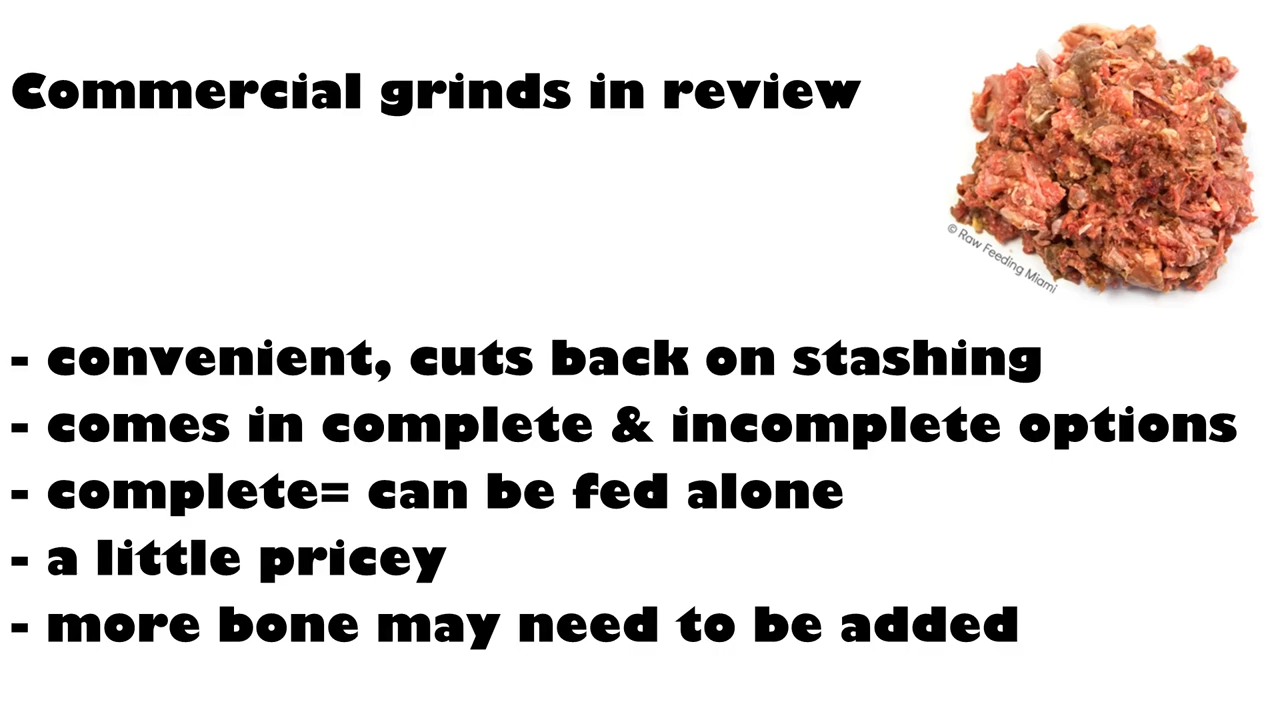 Commercial grinds in review
© Raw Feeding Miami
- convenient, cuts back on stashing
- comes in complete & incomplete options
- complete= can be fed alone
- a little pricey
- more bone may need to be added